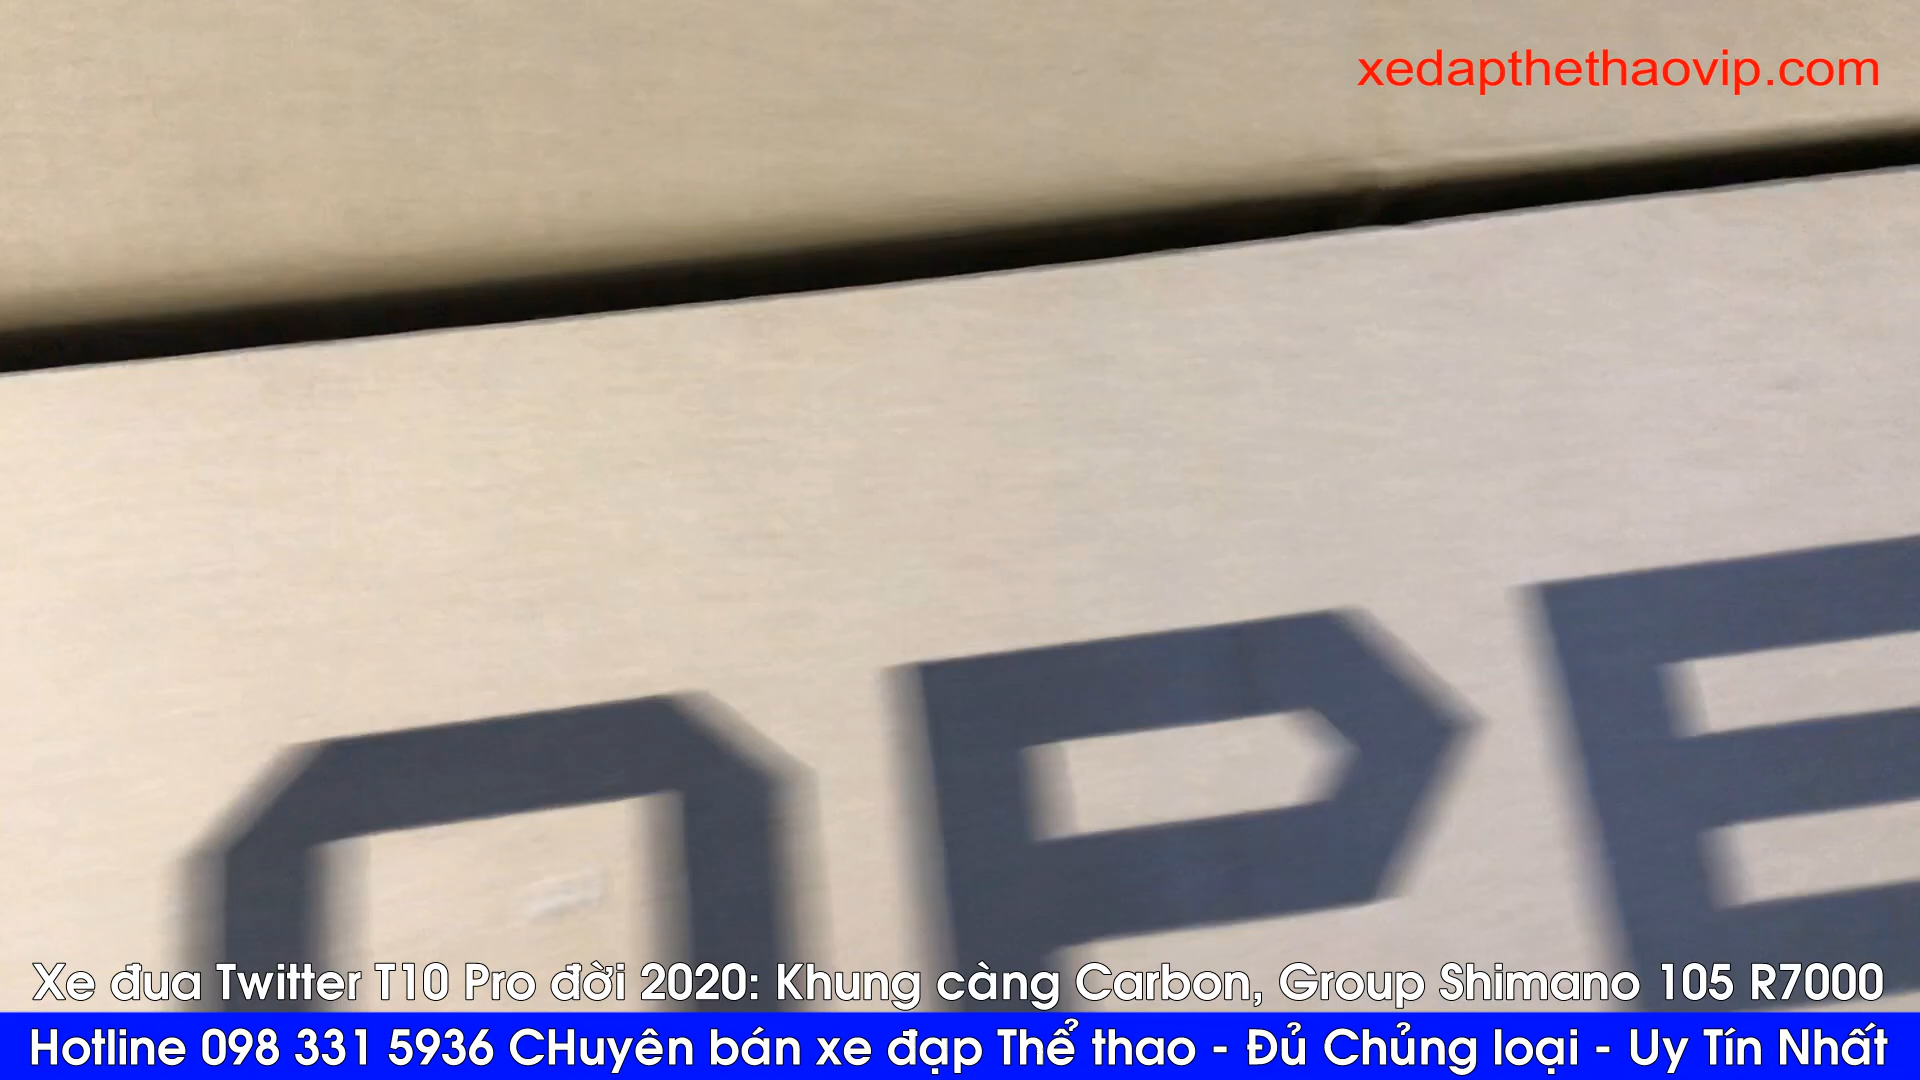 xedapthethaovip.com
OPE
Xe đua Twitter T10 Pro đời 2020: Khung càng Carbon, Group Shimano 105 R7000
Hotline 098 331 5936 CHuyên bán xe đạp Thể thao - Đủ Chủng loại - Uy Tín Nhất